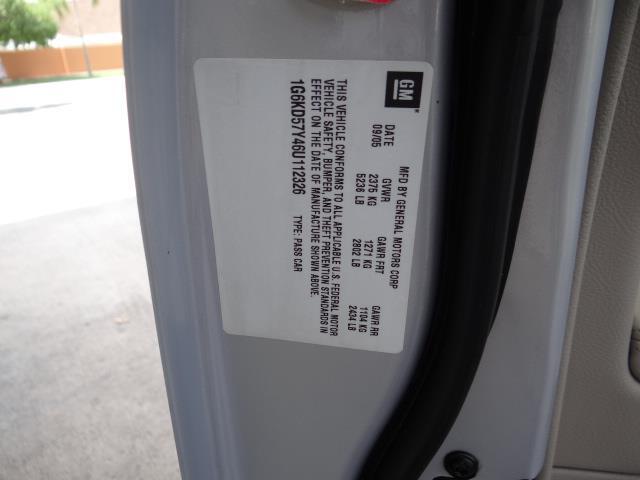 GM
MFD BY GENERAL MOTORS CORP
DATE GVWR GAWR FRT GAWR RR
09/05 2375 KG 1271 KG 1104 KG
5236 LB 2802 LB 2434 LB
THIS VEHICLE CONFORMS TO ALL APPLICABLE U.S. FEDERAL MOTOR
VEHICLE SAFETY, BUMPER, AND THEFT PREVENTION STANDARDS IN
EFFECT ON THE DATE OF MANUFACTURE SHOWN ABOVE.
1G6KD57Y46U112326 TYPE: PASS CAR